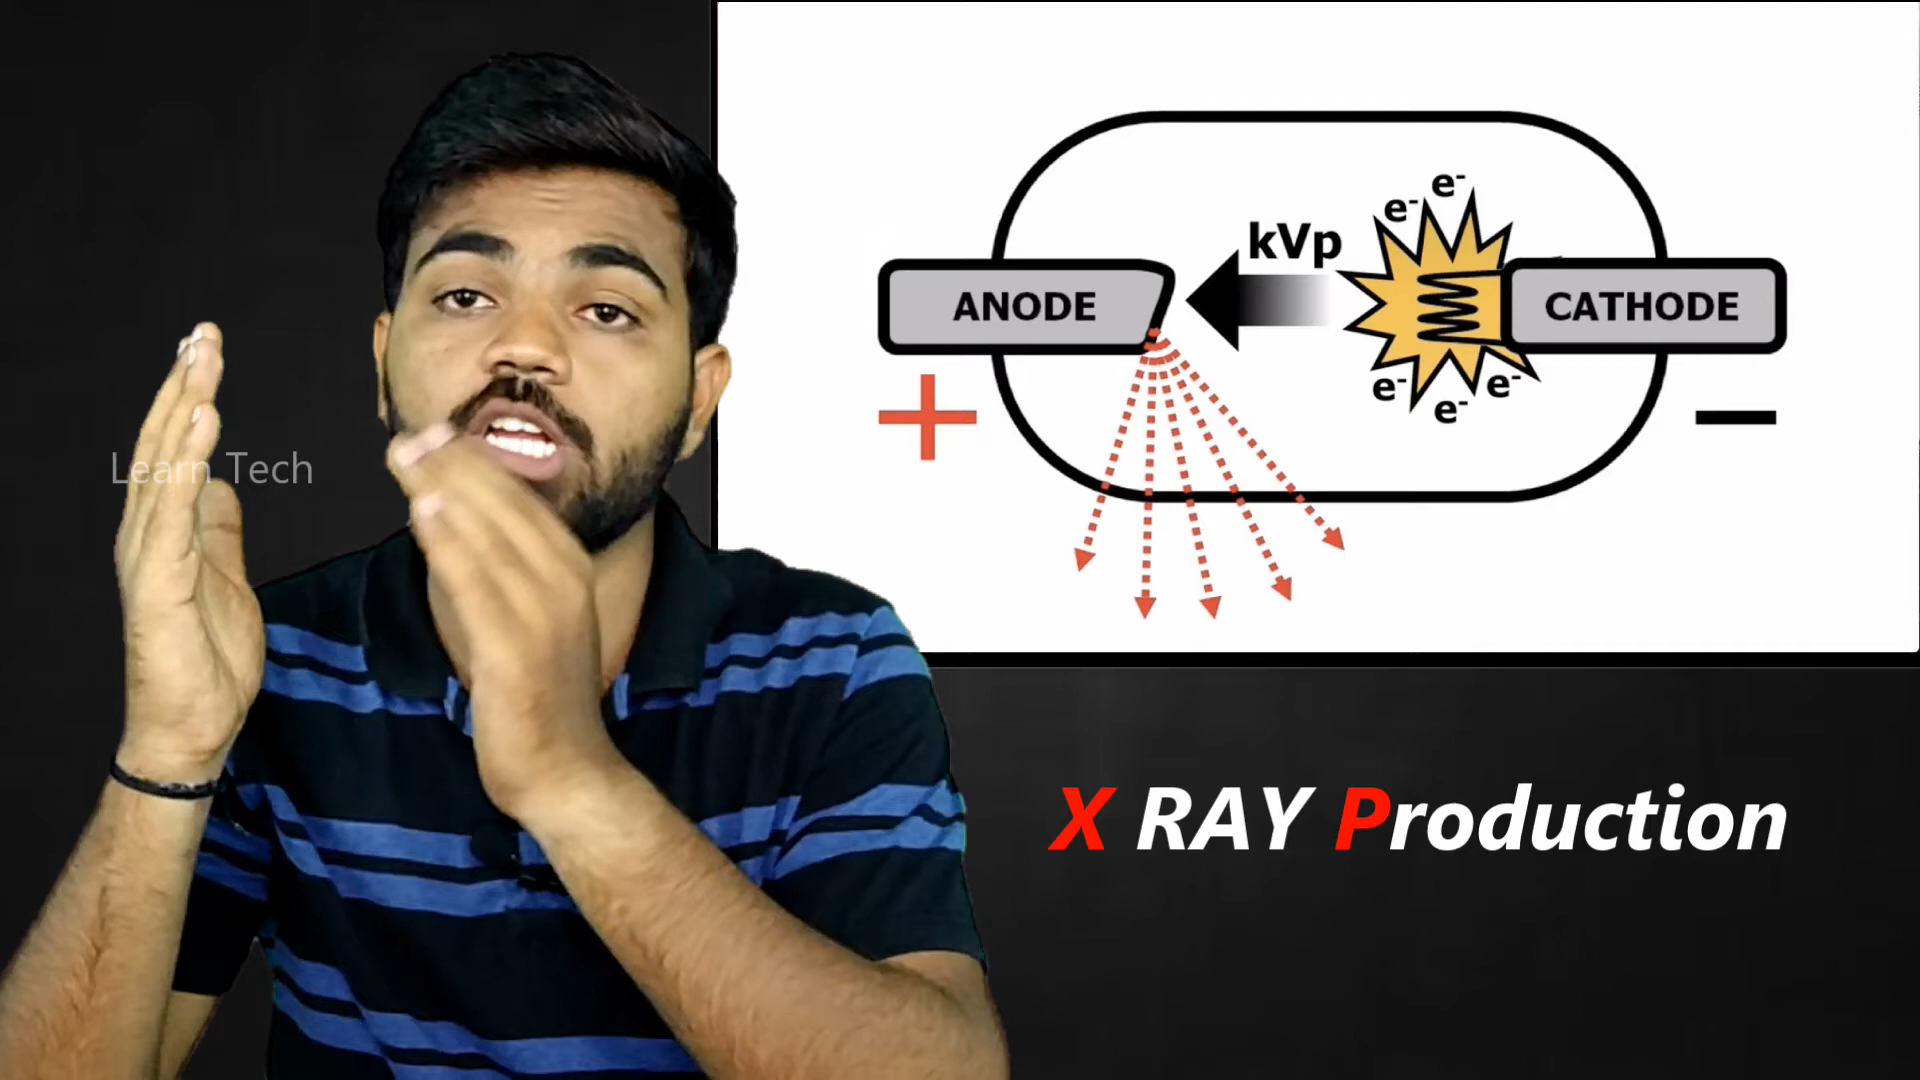 e-
e-
kVp
ANODE
CATHODE
e-
e-
e-
+
-
Learn Tech
X RAY Production